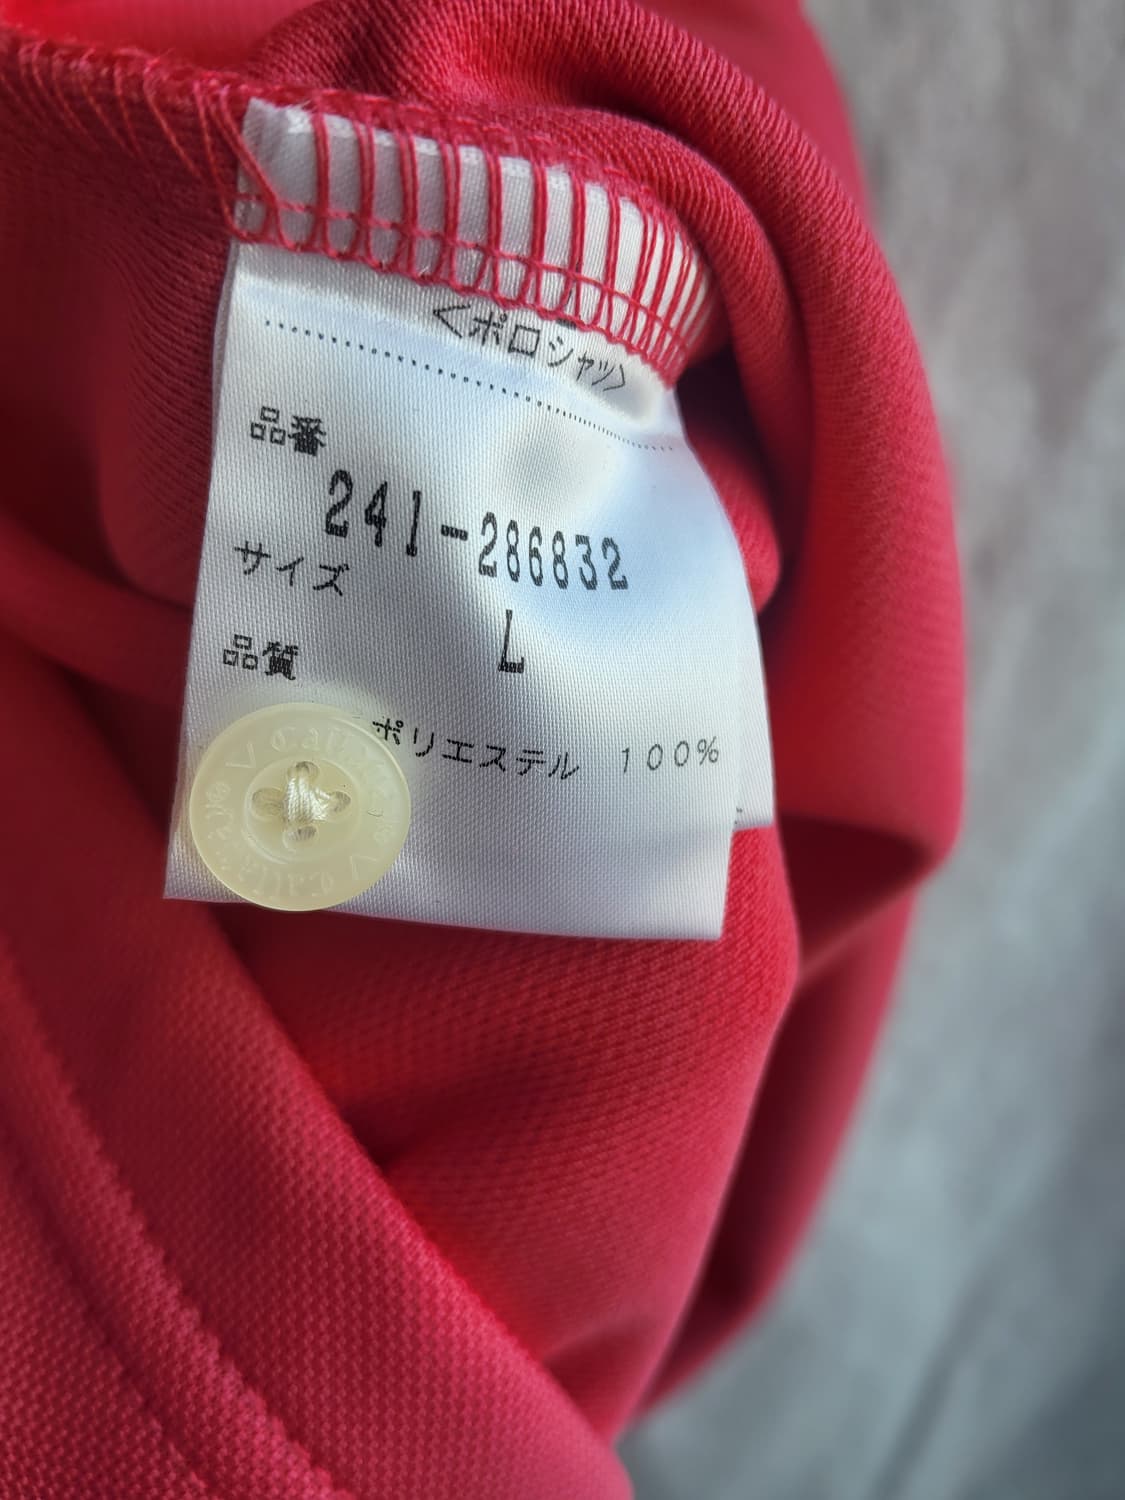 <ポロシャツ>
品番
241-286832
サイズ
L
品質
ポリエステル 100%